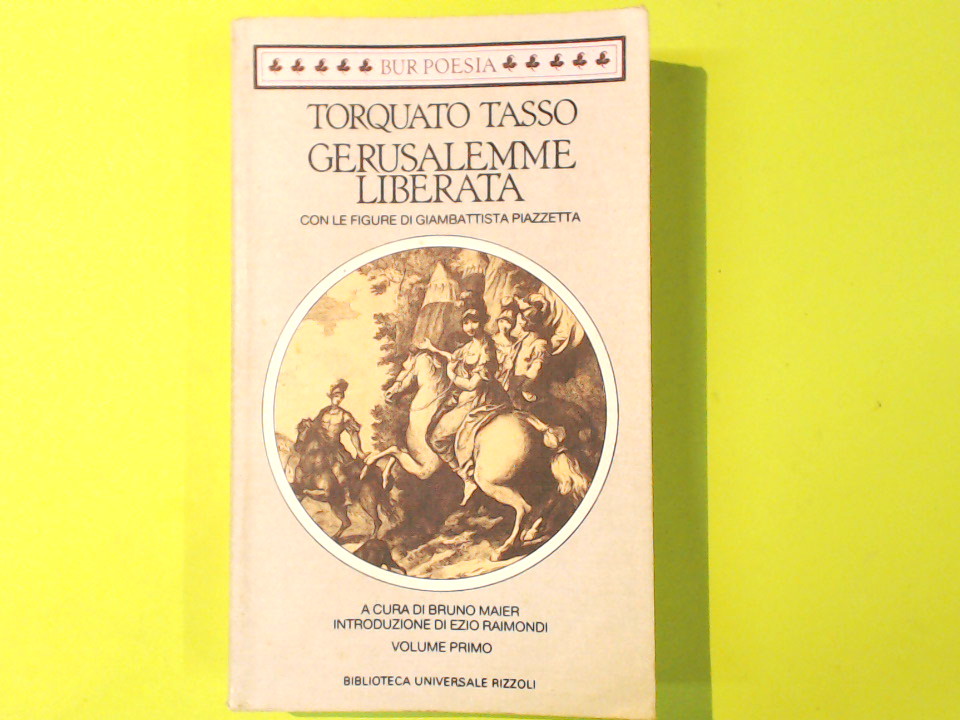 BUR POESIA
TORQUATO TASSO
GERUSALEMME
LIBERATA
CON LE FIGURE DI GIAMBATTISTA PIAZZETTA
A CURA DI BRUNO MAIER
INTRODUZIONE DI EZIO RAIMONDI
VOLUME PRIMO
BIBLIOTECA UNIVERSALE RIZZOLI